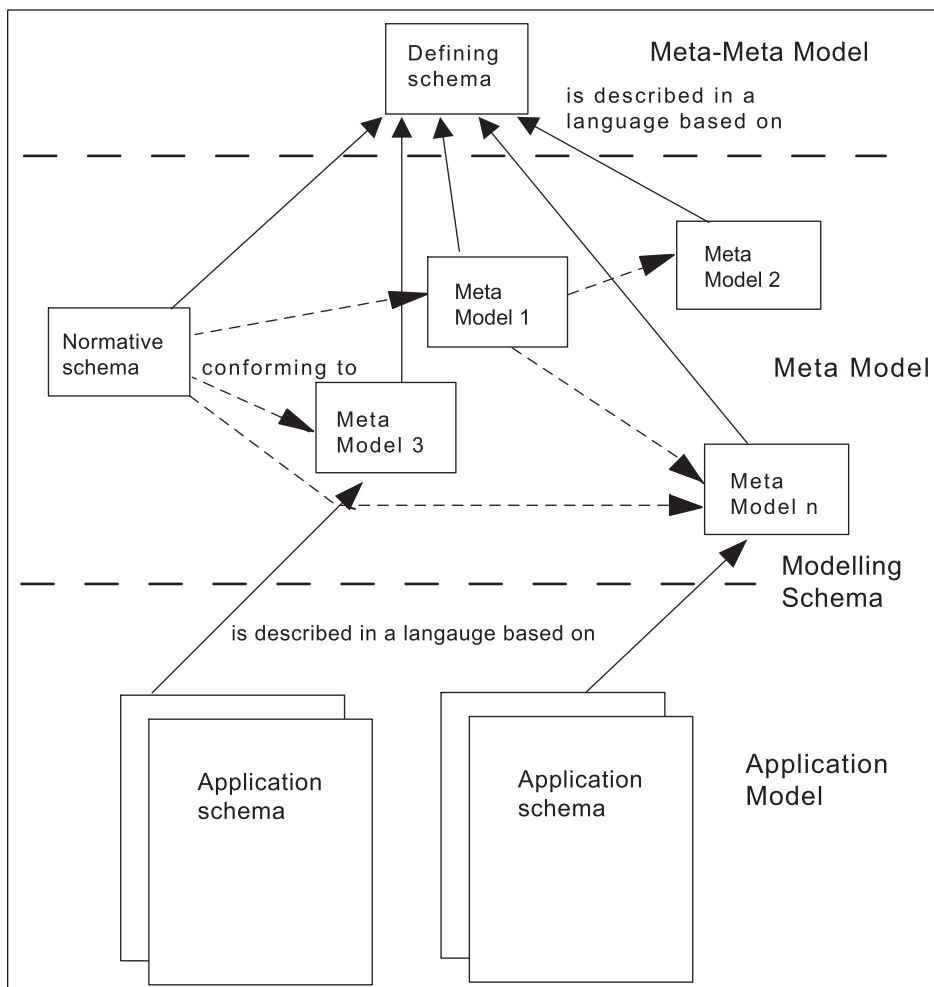 Defining
schema
Meta-Meta Model
is described in a
language based on
Meta
Model 2
Meta
Model 1
Normative
schema
conforming to
Meta Model
Meta
Model 3
Meta
Model n
Modelling
Schema
is described in a langauge based on
Application
schema
Application
schema
Application
Model